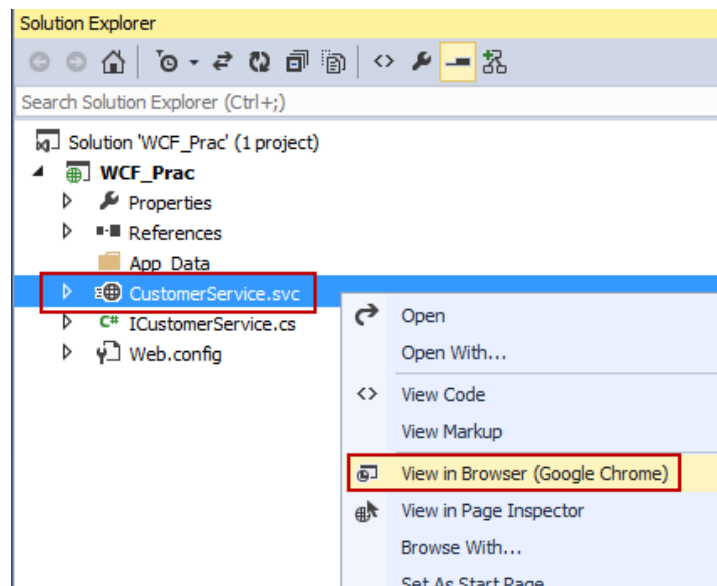 Solution Explorer
Search Solution Explorer (Ctrl+;)
Solution 'WCF_Prac' (1 project)
WCF_Prac
Properties
References
App_Data
CustomerService.svc
C# ICustomerService.cs
Web.config
Open
Open With...
View Code
View Markup
View in Browser (Google Chrome)
View in Page Inspector
Browse With...
Set As Start Page